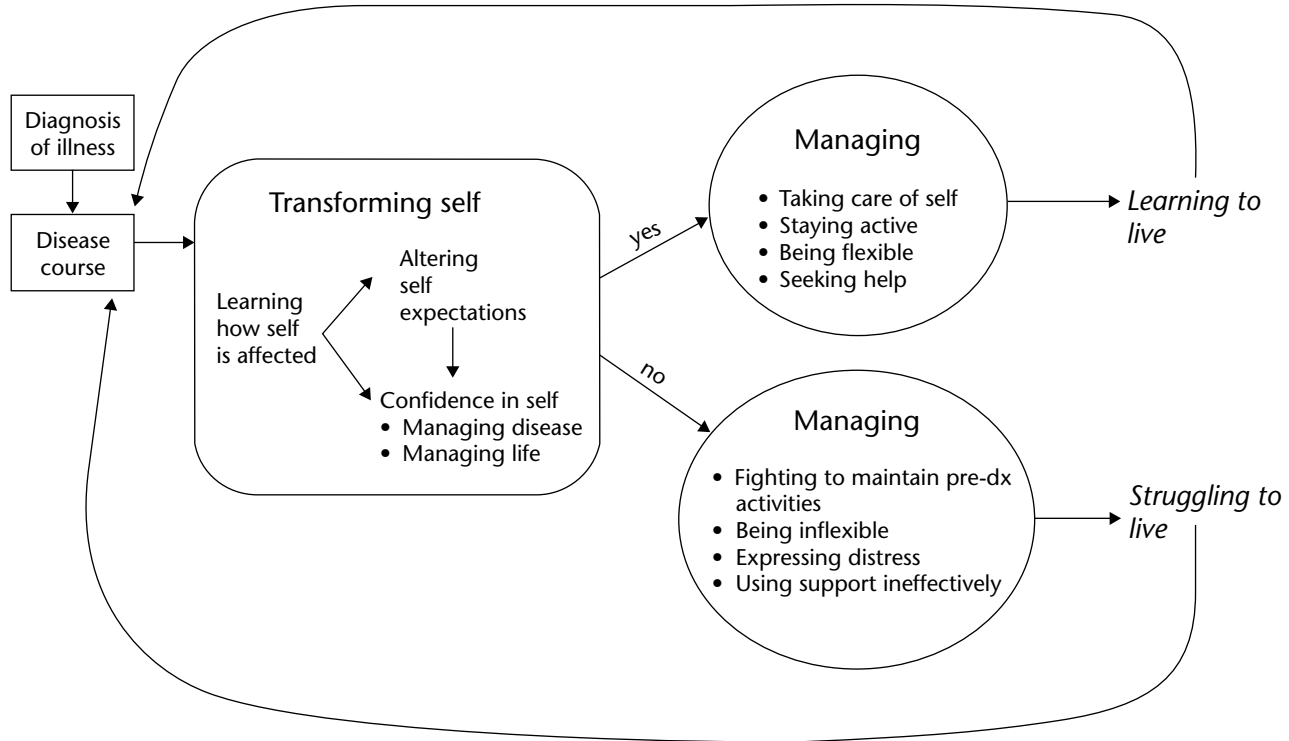 Diagnosis
of illness
Disease
course
Transforming self
Learning
how self
is affected
Altering
self
expectations
Confidence in self
• Managing disease
• Managing life
yes
no
Managing
• Taking care of self
• Staying active
• Being flexible
• Seeking help
Learning to
live
Managing
• Fighting to maintain pre-dx
activities
• Being inflexible
• Expressing distress
• Using support ineffectively
Struggling to
live